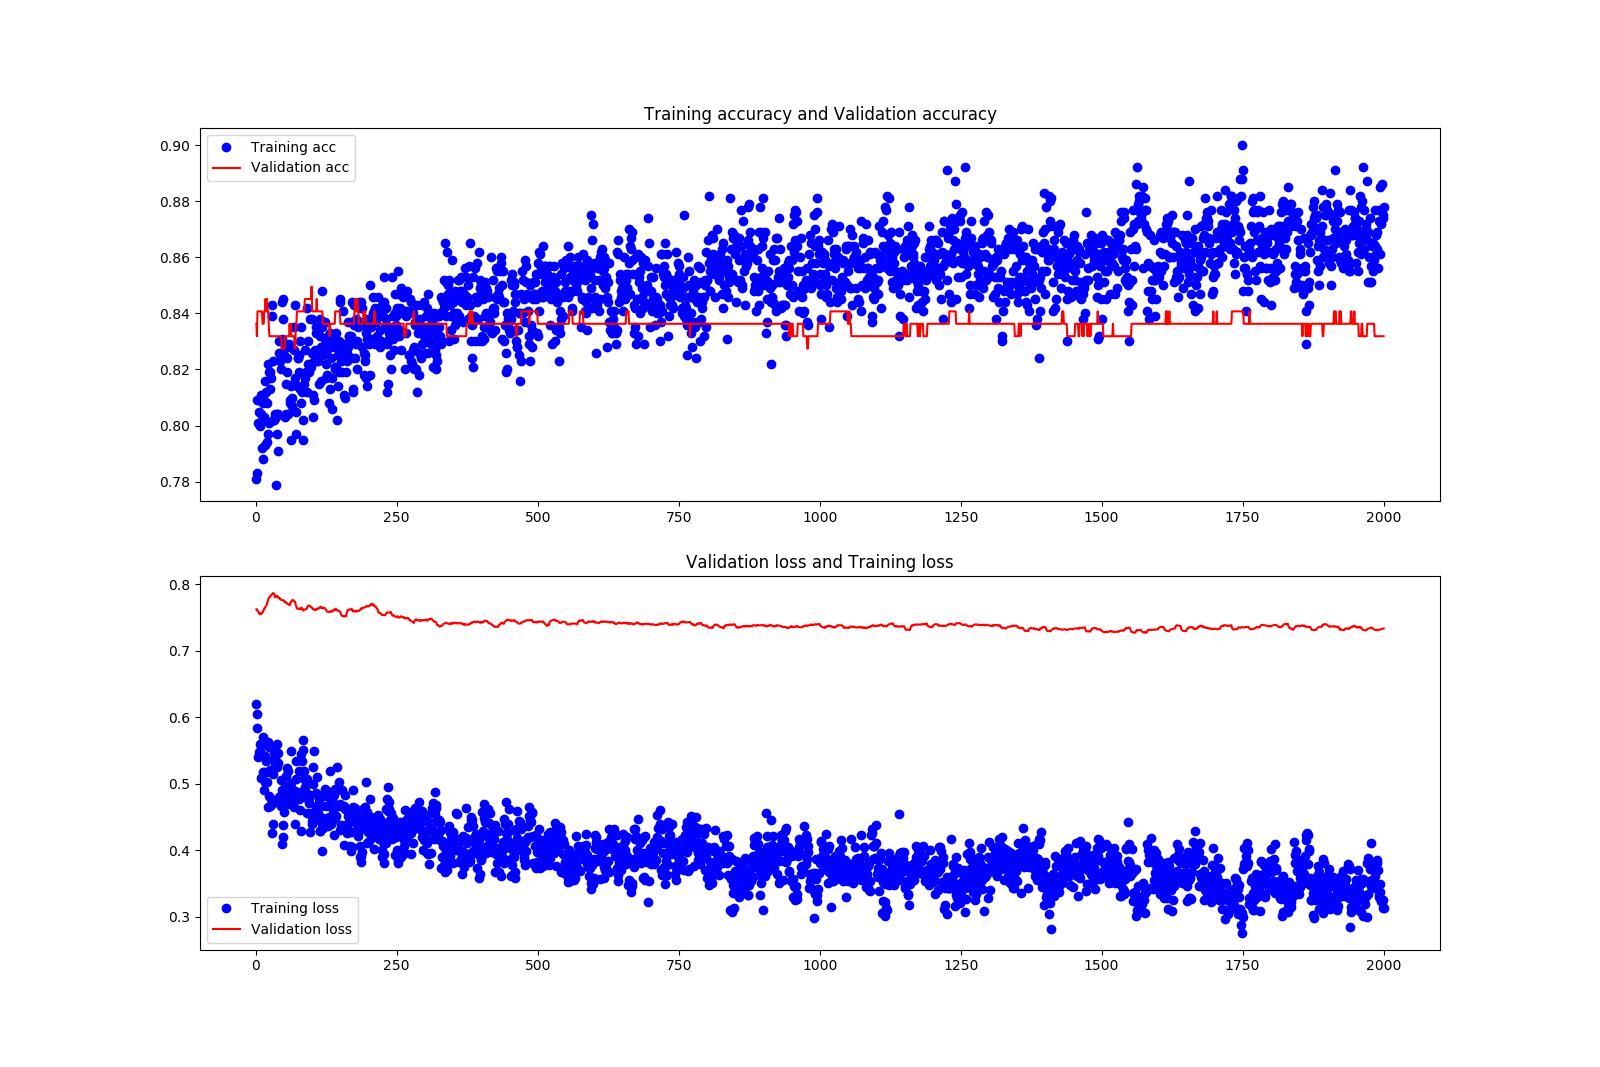 Training accuracy and Validation accuracy
Training acc
Validation acc
0.90
0.88
0.86
0.84
0.82
0.80
0.78
0 250 500 750 1000 1250 1500 1750 2000
Validation loss and Training loss
0.8
0.7
0.6
0.5
0.4
0.3
Training loss
Validation loss
0 250 500 750 1000 1250 1500 1750 2000